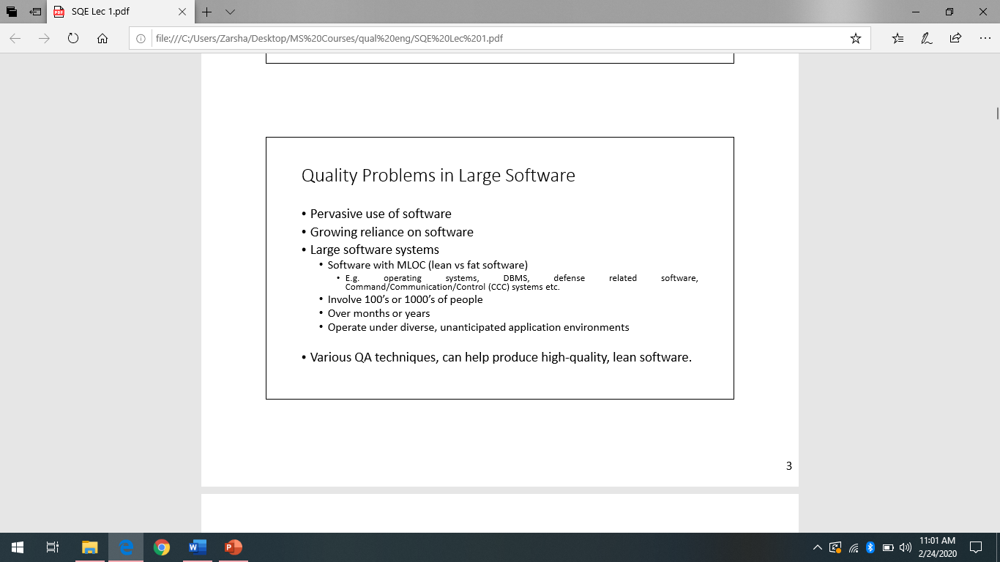 SQE Lec 1.pdf
file:///C:/Users/Zarsha/Desktop/MS%20Courses/qual%20eng/SQE%20Lec%201.pdf
Quality Problems in Large Software
• Pervasive use of software
• Growing reliance on software
• Large software systems
• Software with MLOC (lean vs fat software)
• E.g. operating systems, DBMS, defense related software,
Command/Communication/Control (CCC) systems etc.
• Involve 100’s or 1000’s of people
• Over months or years
• Operate under diverse, unanticipated application environments
• Various QA techniques, can help produce high-quality, lean software.
3
11:01 AM
2/24/2020